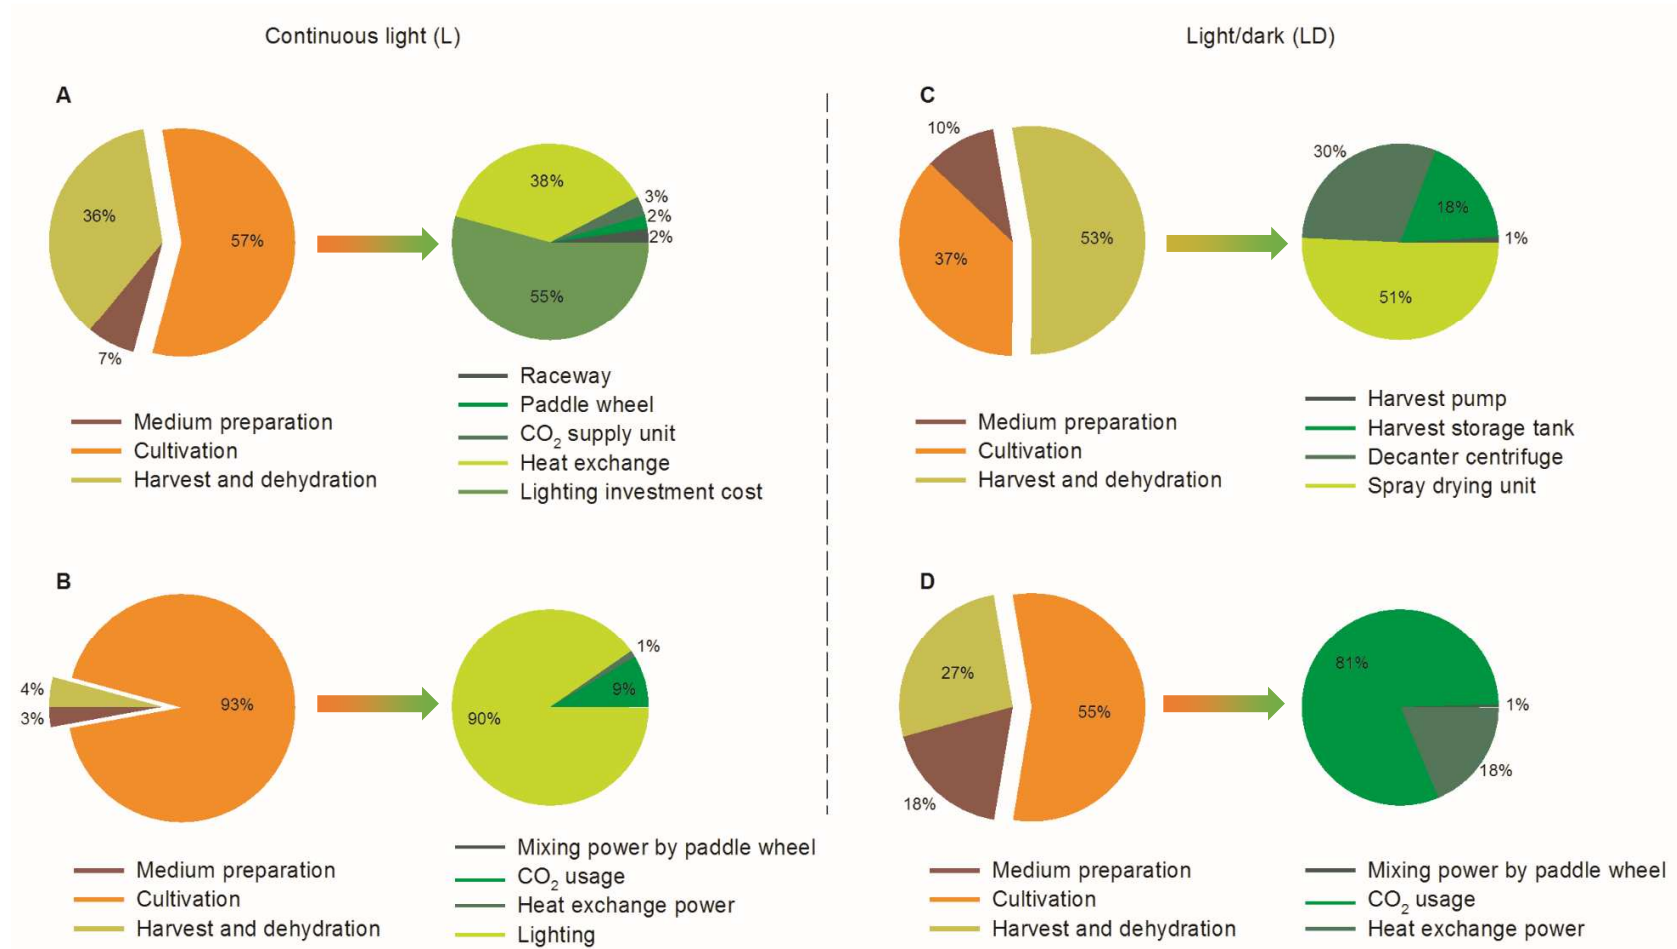 Continuous light (L)
Light/dark (LD)
A
36%
57%
7%
38%
3%
2%
2%
55%
Medium preparation
Cultivation
Harvest and dehydration
Raceway
Paddle wheel
CO2 supply unit
Heat exchange
Lighting investment cost
C
10%
37%
53%
30%
18%
1%
51%
Medium preparation
Cultivation
Harvest and dehydration
Harvest pump
Harvest storage tank
Decanter centrifuge
Spray drying unit
B
4%
3%
93%
1%
9%
90%
Medium preparation
Cultivation
Harvest and dehydration
Mixing power by paddle wheel
CO2 usage
Heat exchange power
Lighting
D
27%
55%
18%
81%
1%
18%
Medium preparation
Cultivation
Harvest and dehydration
Mixing power by paddle wheel
CO2 usage
Heat exchange power